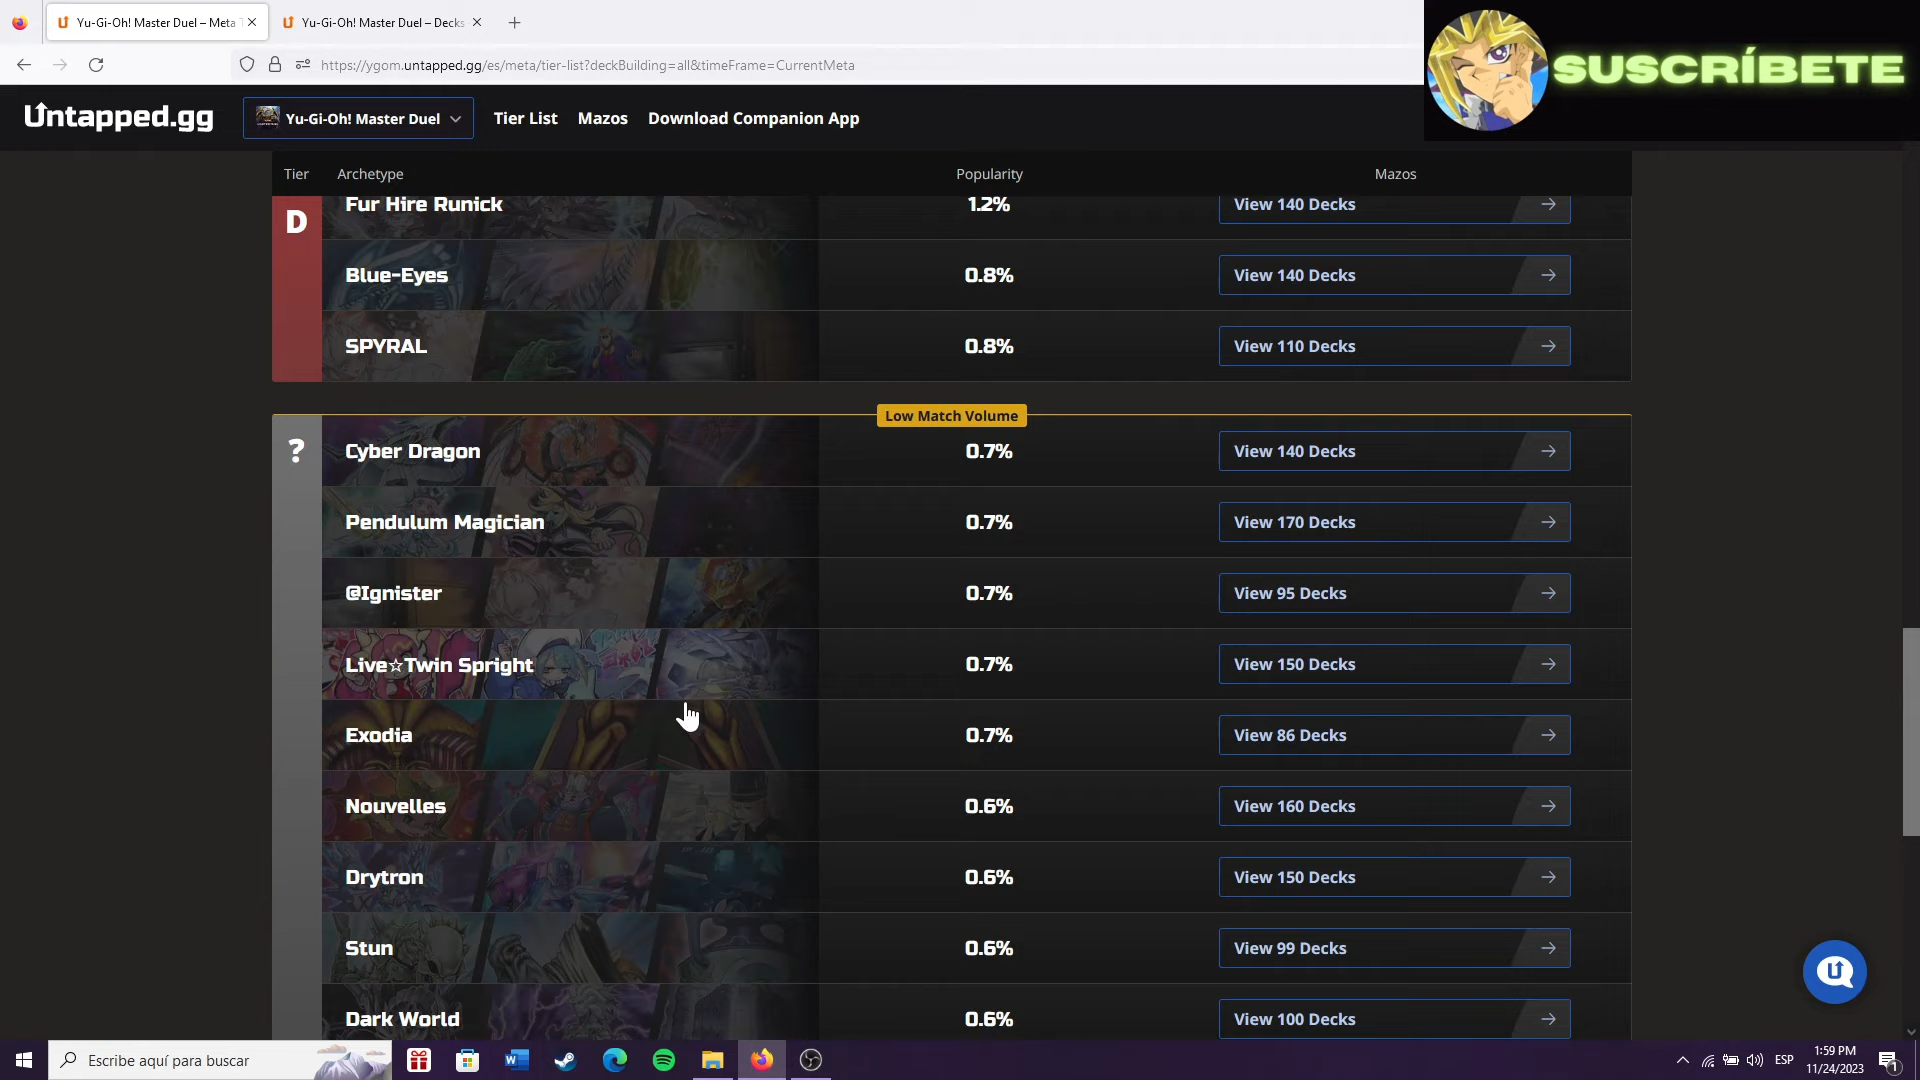 Yu-Gi-Oh! Master Duel – Meta T
Yu-Gi-Oh! Master Duel – Decks
https://ygom.untapped.gg/es/meta/tier-list?deckBuilding=all&timeFrame=CurrentMeta
SUSCRÍBETE
Untapped.gg
Yu-Gi-Oh! Master Duel
Tier List
Mazos
Download Companion App
Tier Archetype Popularity Mazos
D
Fur Hire Runick 1.2% View 140 Decks
Blue-Eyes 0.8% View 140 Decks
SPYRAL 0.8% View 110 Decks
Low Match Volume
?
Cyber Dragon 0.7% View 140 Decks
Pendulum Magician 0.7% View 170 Decks
@Ignister 0.7% View 95 Decks
Live☆Twin Spright 0.7% View 150 Decks
Exodia 0.7% View 86 Decks
Nouvelles 0.6% View 160 Decks
Drytron 0.6% View 150 Decks
Stun 0.6% View 99 Decks
Dark World 0.6% View 100 Decks
Escribe aquí para buscar
ESP
1:59 PM
11/24/2023
1